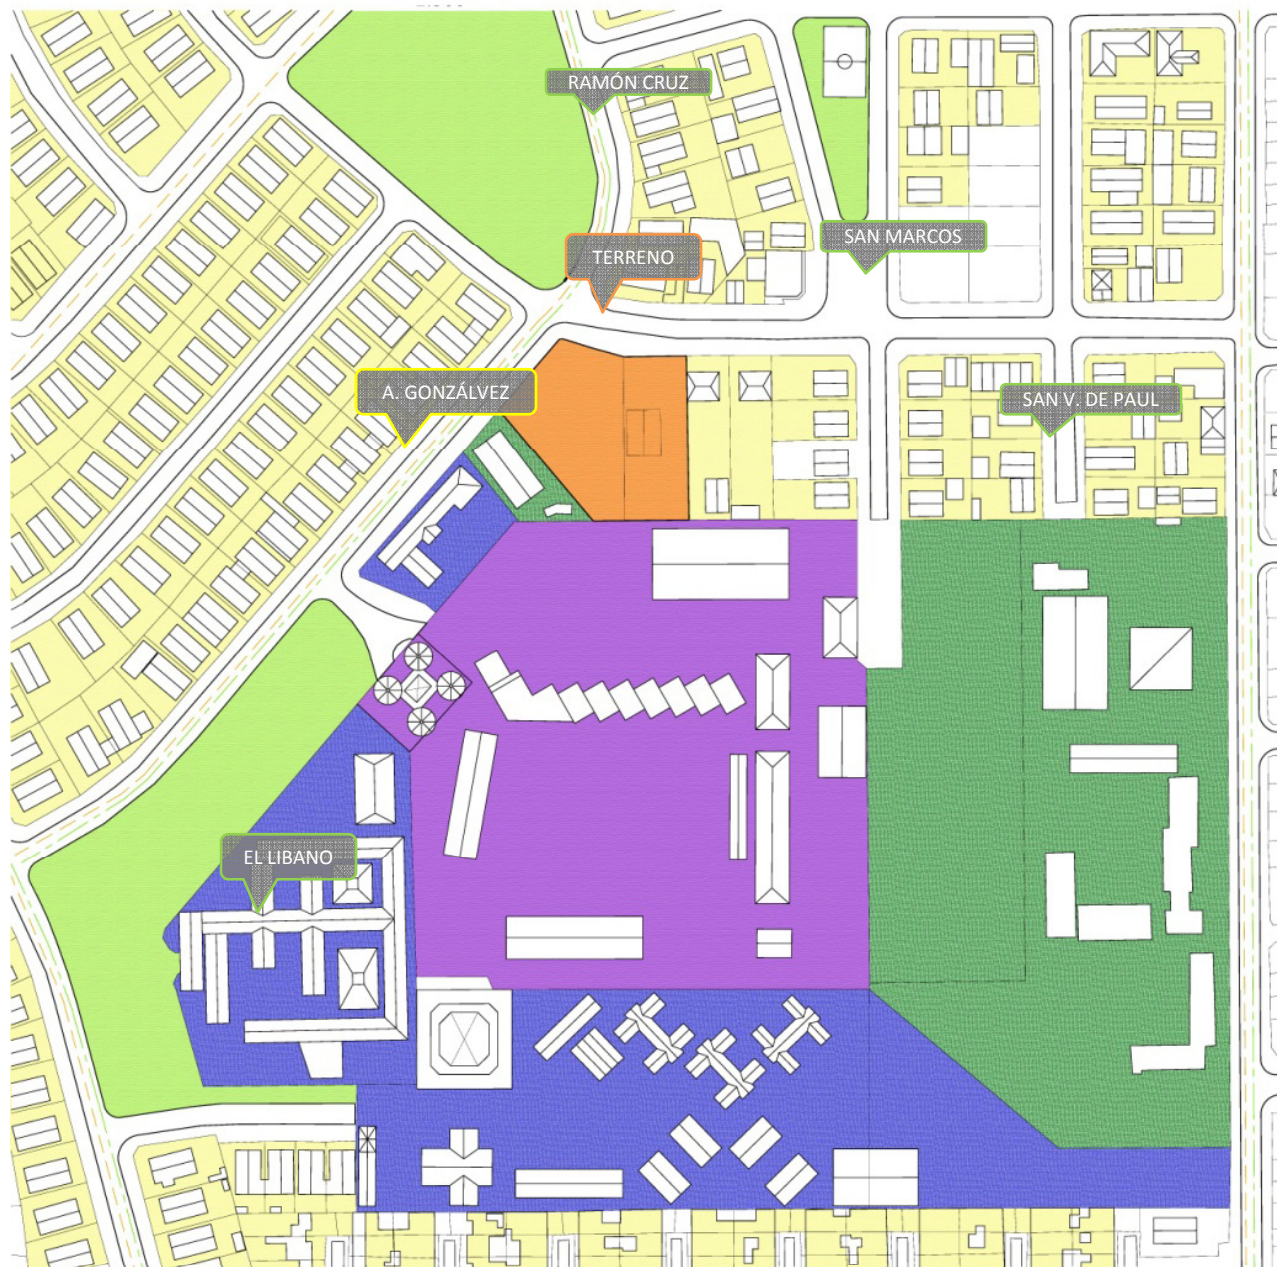 RAMÓN CRUZ
SAN MARCOS
TERRENO
A. GONZÁLVEZ
SAN V. DE PAUL
EL LIBANO